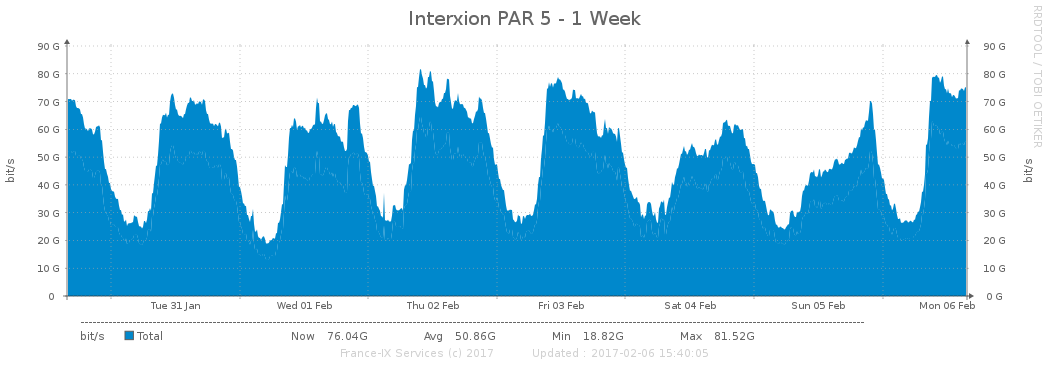 Interxion PAR 5 - 1 Week
RRDTOOL / TOBI OETIKER
90 G 90 G
80 G 80 G
70 G 70 G
60 G 60 G
50 G 50 G
40 G 40 G
30 G 30 G
20 G 20 G
10 G 10 G
0 0 G
bit/s bit/s
Tue 31 Jan Wed 01 Feb Thu 02 Feb Fri 03 Feb Sat 04 Feb Sun 05 Feb Mon 06 Feb
bit/s Total Now 76.04G Avg 50.86G Min 18.82G Max 81.52G
France-IX Services (c) 2017 Updated : 2017-02-06 15:40:05